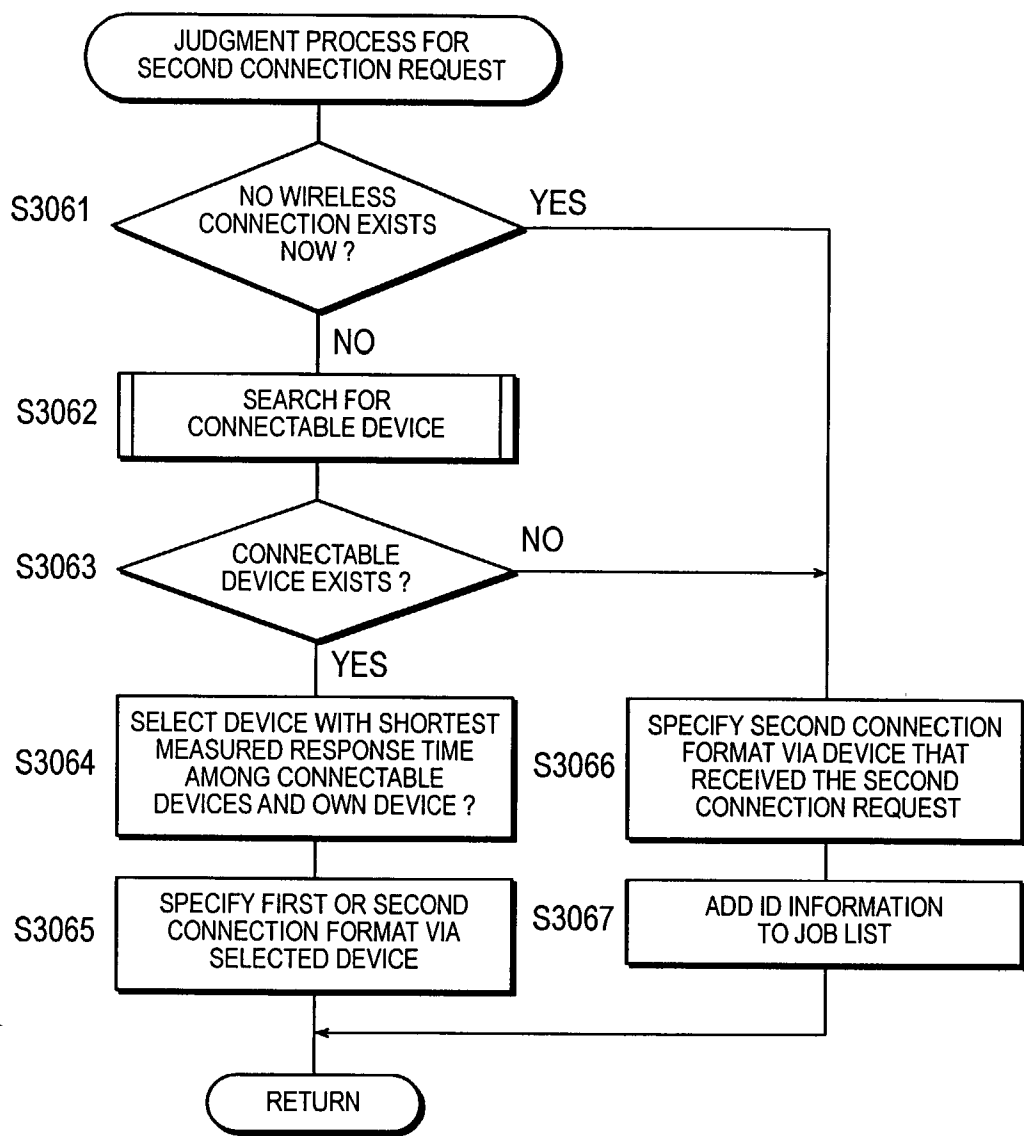 JUDGMENT PROCESS FOR
SECOND CONNECTION REQUEST
S3061
NO WIRELESS
CONNECTION EXISTS
NOW ?
YES
NO
S3062
SEARCH FOR
CONNECTABLE DEVICE
S3063
CONNECTABLE
DEVICE EXISTS ?
NO
YES
S3064
SELECT DEVICE WITH SHORTEST
MEASURED RESPONSE TIME
AMONG CONNECTABLE
DEVICES AND OWN DEVICE ?
S3066
SPECIFY SECOND CONNECTION
FORMAT VIA DEVICE THAT
RECEIVED THE SECOND
CONNECTION REQUEST
S3065
SPECIFY FIRST OR SECOND
CONNECTION FORMAT VIA
SELECTED DEVICE
S3067
ADD ID INFORMATION
TO JOB LIST
RETURN